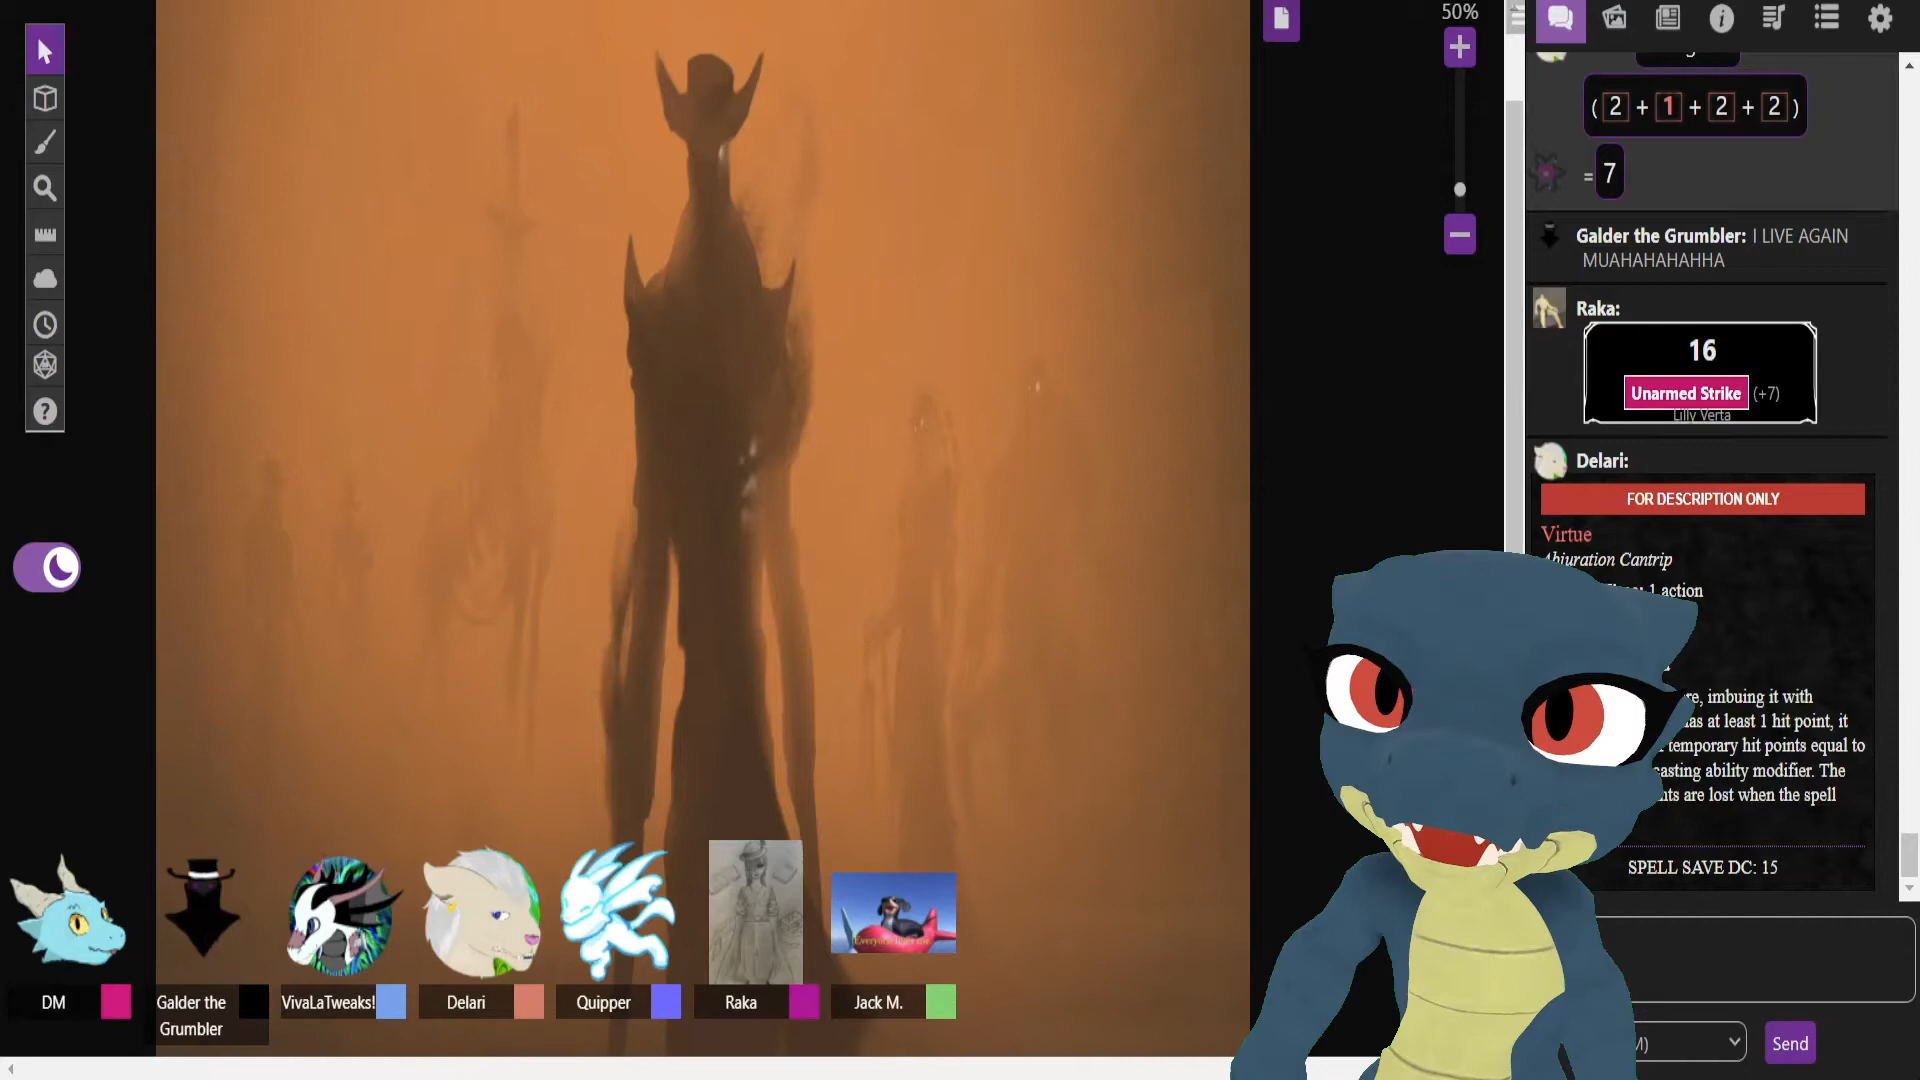 50%
( 2 + 1 + 2 + 2 )
= 7
Galder the Grumbler: I LIVE AGAIN
MUAHAHAHAHHA
Raka:
16
Unarmed Strike (+7)
Lilly Verta
Delari:
FOR DESCRIPTION ONLY
Virtue
Abjuration Cantrip
1 action
imbuing it with
has at least 1 hit point, it
temporary hit points equal to
casting ability modifier. The
are lost when the spell
SPELL SAVE DC: 15
Send
DM
Galder the
Grumbler
VivaLaTweaks!
Delari
Quipper
Raka
Jack M.